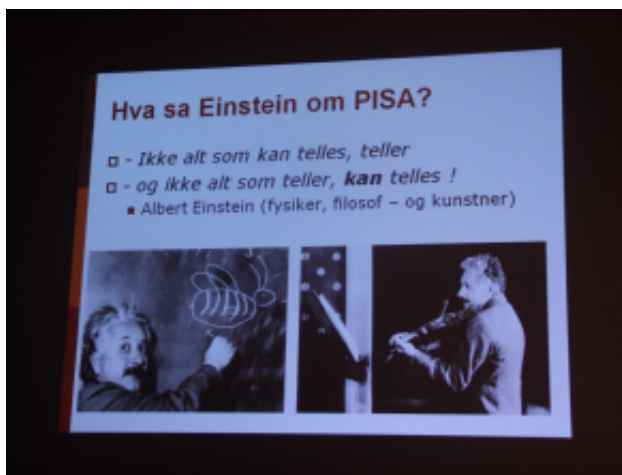 Hva sa Einstein om PISA?
- Ikke alt som kan telles, teller
- og ikke alt som teller, kan telles !
Albert Einstein (fysiker, filosof – og kunstner)